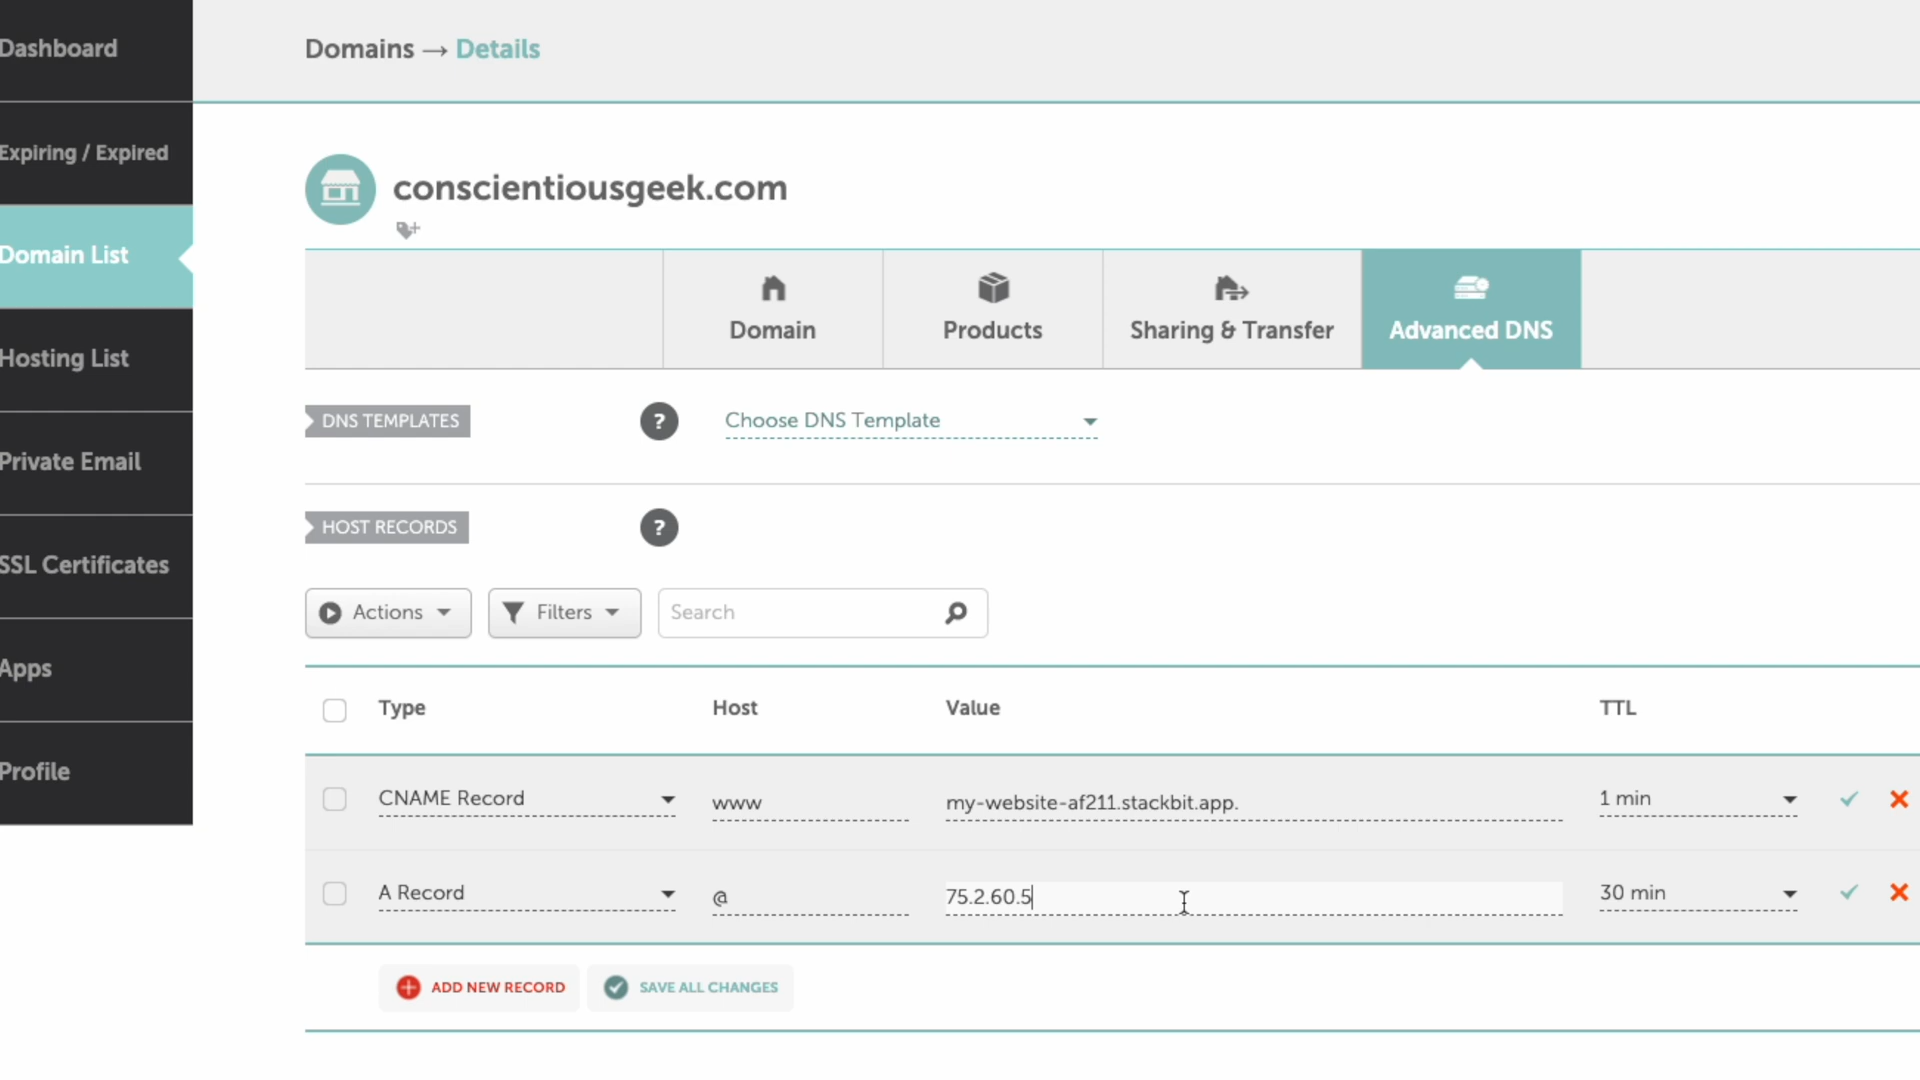 Dashboard
Expiring / Expired
Domain List
Hosting List
Private Email
SSL Certificates
Apps
Profile
Domains → Details
conscientiousgeek.com
Domain
Products
Sharing & Transfer
Advanced DNS
DNS TEMPLATES
?
Choose DNS Template
HOST RECORDS
?
Actions
Filters
Search
Type Host Value TTL
CNAME Record www my-website-af211.stackbit.app. 1 min
A Record @ 75.2.60.5 30 min
ADD NEW RECORD
SAVE ALL CHANGES